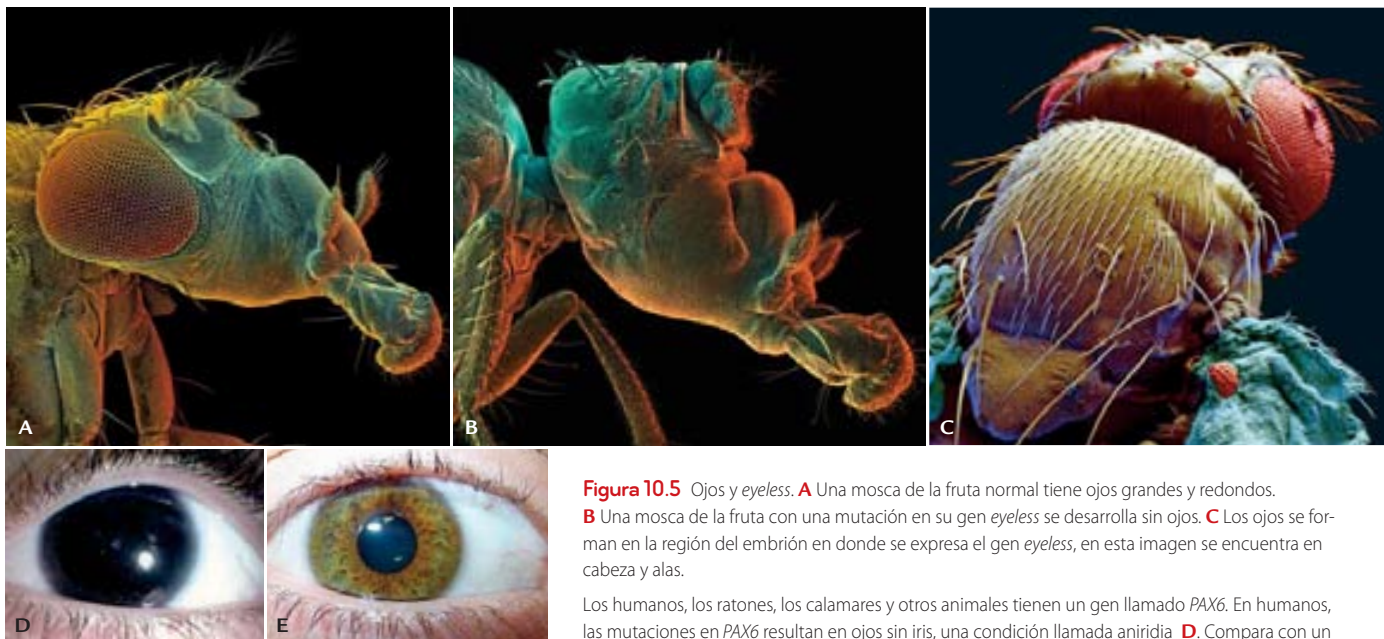 A
B
C
D
E
Figura 10.5 Ojos y eyeless. A Una mosca de la fruta normal tiene ojos grandes y redondos.
B Una mosca de la fruta con una mutación en su gen eyeless se desarrolla sin ojos. C Los ojos se for-
man en la región del embrión en donde se expresa el gen eyeless, en esta imagen se encuentra en
cabeza y alas.
Los humanos, los ratones, los calamares y otros animales tienen un gen llamado PAX6. En humanos,
las mutaciones en PAX6 resultan en ojos sin iris, una condición llamada aniridia D. Compara con un